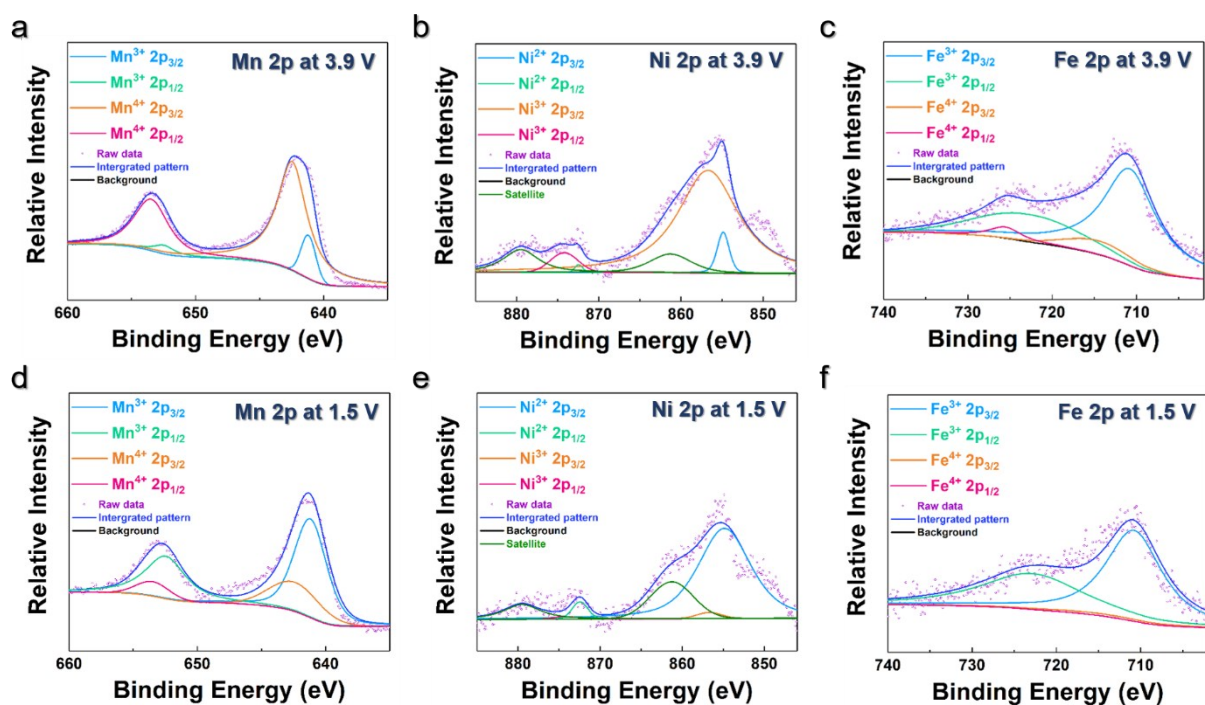 a
Mn 2p at 3.9 V
Mn³⁺ 2p₃/₂
Mn³⁺ 2p₁/₂
Mn⁴⁺ 2p₃/₂
Mn⁴⁺ 2p₁/₂
Raw data
Intergrated pattern
Background
Relative Intensity
660 650 640
Binding Energy (eV)
b
Ni 2p at 3.9 V
Ni²⁺ 2p₃/₂
Ni²⁺ 2p₁/₂
Ni³⁺ 2p₃/₂
Ni³⁺ 2p₁/₂
Raw data
Intergrated pattern
Background
Satellite
Relative Intensity
880 870 860 850
Binding Energy (eV)
c
Fe 2p at 3.9 V
Fe³⁺ 2p₃/₂
Fe³⁺ 2p₁/₂
Fe⁴⁺ 2p₃/₂
Fe⁴⁺ 2p₁/₂
Raw data
Intergrated pattern
Background
Relative Intensity
740 730 720 710
Binding Energy (eV)
d
Mn 2p at 1.5 V
Mn³⁺ 2p₃/₂
Mn³⁺ 2p₁/₂
Mn⁴⁺ 2p₃/₂
Mn⁴⁺ 2p₁/₂
Raw data
Intergrated pattern
Background
Relative Intensity
660 650 640
Binding Energy (eV)
e
Ni 2p at 1.5 V
Ni²⁺ 2p₃/₂
Ni²⁺ 2p₁/₂
Ni³⁺ 2p₃/₂
Ni³⁺ 2p₁/₂
Raw data
Intergrated pattern
Background
Satellite
Relative Intensity
880 870 860 850
Binding Energy (eV)
f
Fe 2p at 1.5 V
Fe³⁺ 2p₃/₂
Fe³⁺ 2p₁/₂
Fe⁴⁺ 2p₃/₂
Fe⁴⁺ 2p₁/₂
Raw data
Intergrated pattern
Background
Relative Intensity
740 730 720 710
Binding Energy (eV)